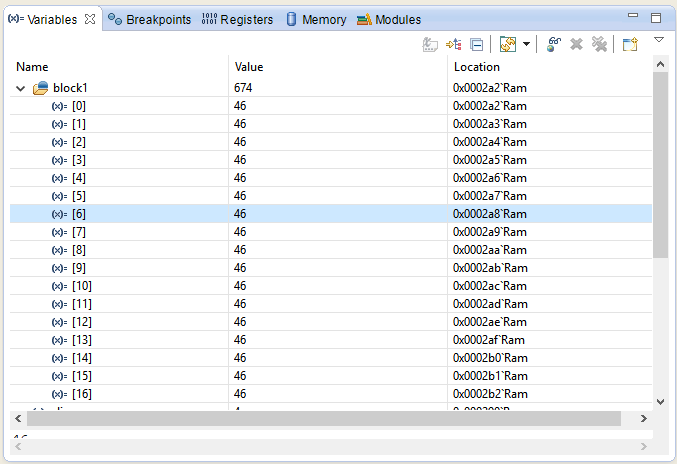 (x)= Variables Breakpoints 1010 0101 Registers Memory Modules
Name Value Location
block1 674 0x0002a2`Ram
(x)= [0] 46 0x0002a2`Ram
(x)= [1] 46 0x0002a3`Ram
(x)= [2] 46 0x0002a4`Ram
(x)= [3] 46 0x0002a5`Ram
(x)= [4] 46 0x0002a6`Ram
(x)= [5] 46 0x0002a7`Ram
(x)= [6] 46 0x0002a8`Ram
(x)= [7] 46 0x0002a9`Ram
(x)= [8] 46 0x0002aa`Ram
(x)= [9] 46 0x0002ab`Ram
(x)= [10] 46 0x0002ac`Ram
(x)= [11] 46 0x0002ad`Ram
(x)= [12] 46 0x0002ae`Ram
(x)= [13] 46 0x0002af`Ram
(x)= [14] 46 0x0002b0`Ram
(x)= [15] 46 0x0002b1`Ram
(x)= [16] 46 0x0002b2`Ram